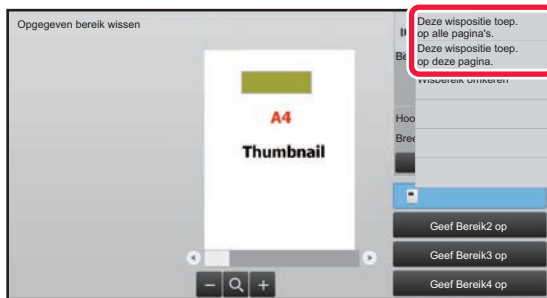 Opgegeven bereik wissen
Deze wispositie toep.
op alle pagina's.
Deze wispositie toep.
op deze pagina.
Wisbereik omkeren
A4
Thumbnail
Hoo
Bree
Geef Bereik2 op
Geef Bereik3 op
Geef Bereik4 op